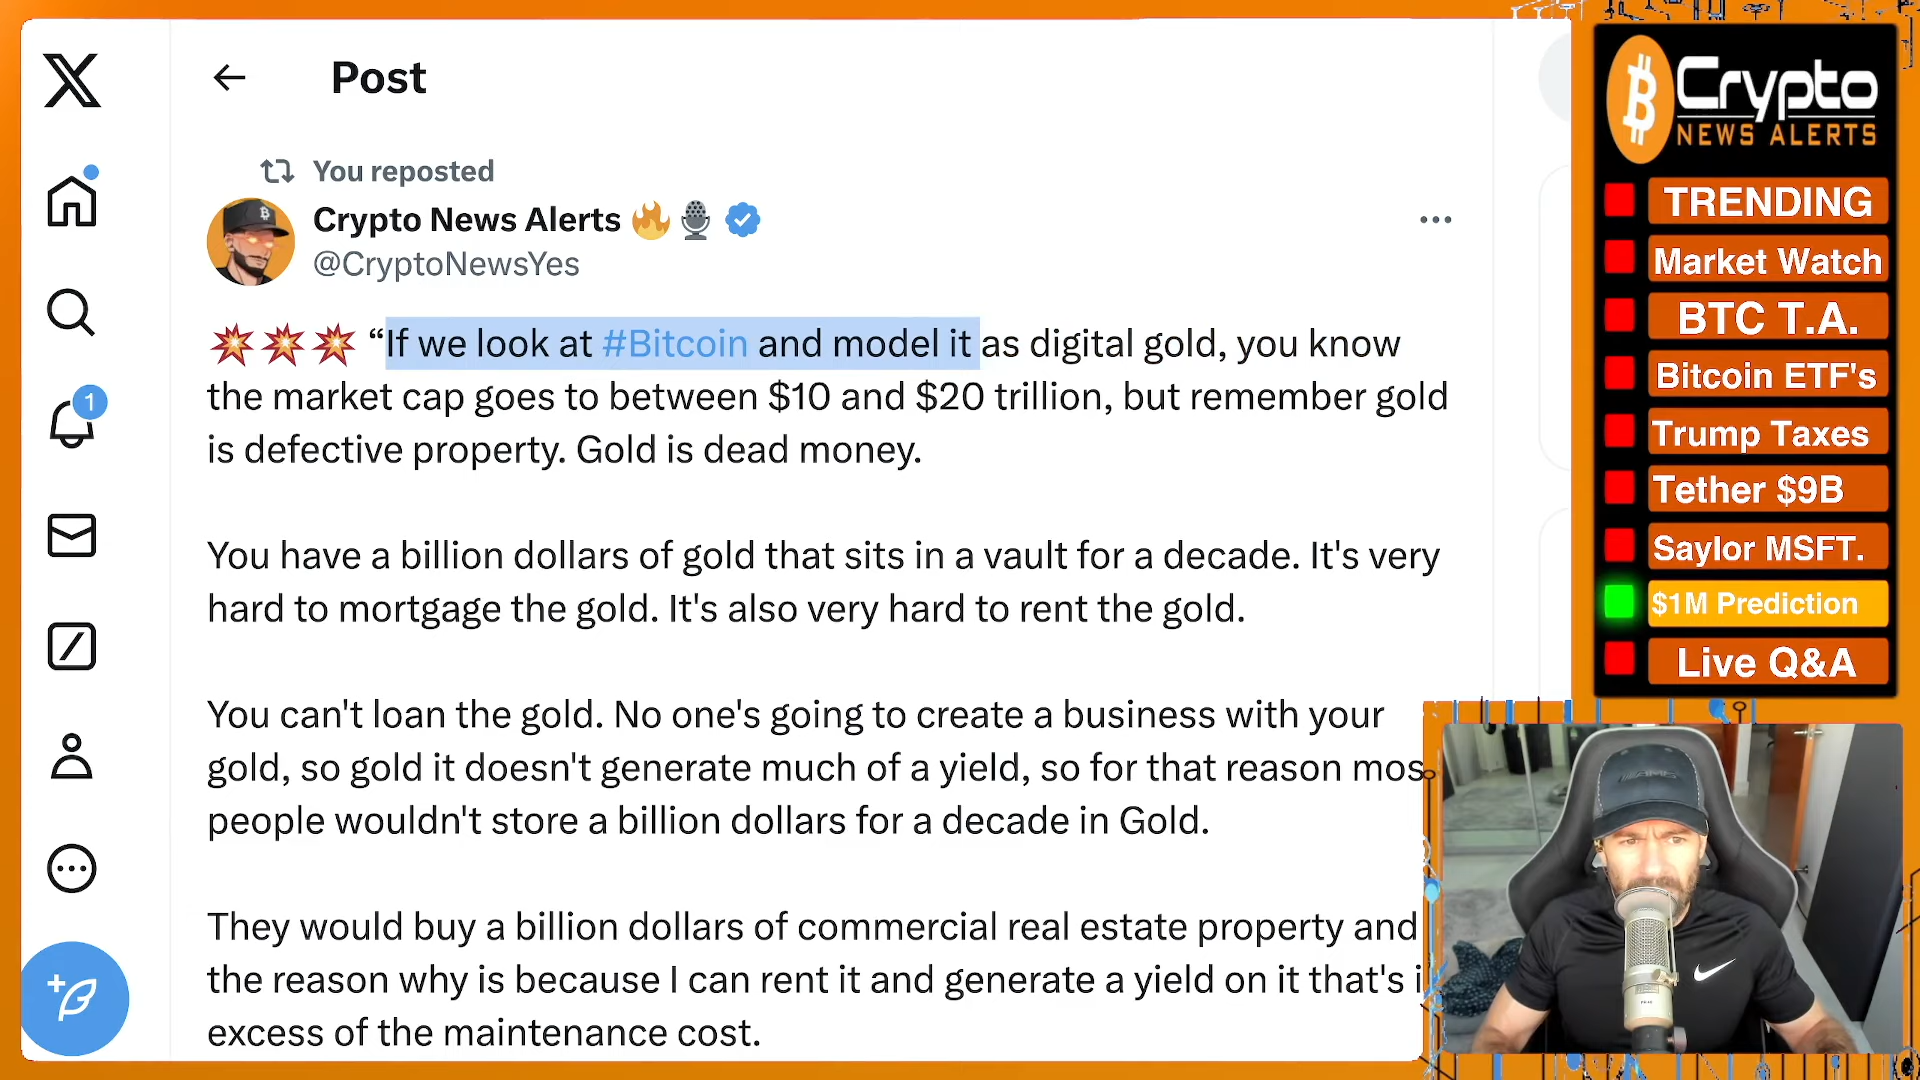 Post
You reposted
Crypto News Alerts
@CryptoNewsYes
“If we look at #Bitcoin and model it as digital gold, you know
the market cap goes to between $10 and $20 trillion, but remember gold
is defective property. Gold is dead money.
You have a billion dollars of gold that sits in a vault for a decade. It's very
hard to mortgage the gold. It's also very hard to rent the gold.
You can't loan the gold. No one's going to create a business with your
gold, so gold it doesn't generate much of a yield, so for that reason mos
people wouldn't store a billion dollars for a decade in Gold.
They would buy a billion dollars of commercial real estate property and
the reason why is because I can rent it and generate a yield on it that's i
excess of the maintenance cost.
1
Crypto
NEWS ALERTS
TRENDING
Market Watch
BTC T.A.
Bitcoin ETF's
Trump Taxes
Tether $9B
Saylor MSFT.
$1M Prediction
Live Q&A